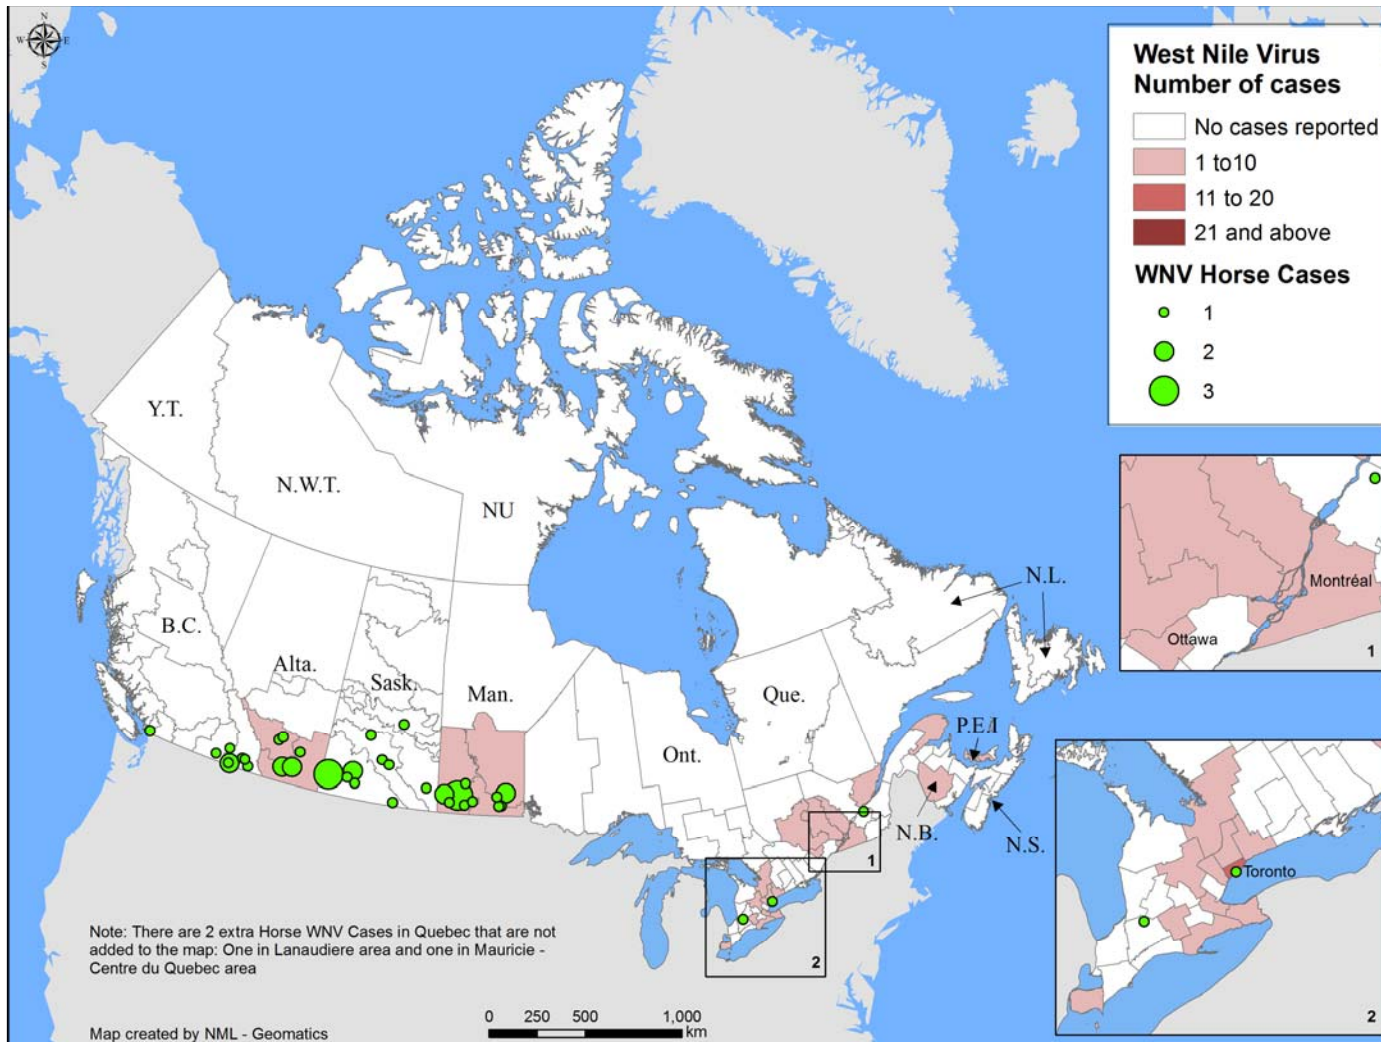 N
W E
S
West Nile Virus
Number of cases
No cases reported
1 to10
11 to 20
21 and above
WNV Horse Cases
1
2
3
Y.T.
N.W.T.
NU
B.C.
Alta.
Sask.
Man.
Ont.
Que.
N.L.
P.E.I
N.B.
N.S.
1
2
Montréal
Ottawa
1
Toronto
2
Note: There are 2 extra Horse WNV Cases in Quebec that are not
added to the map: One in Lanaudiere area and one in Mauricie -
Centre du Quebec area
Map created by NML - Geomatics
0 250 500 1,000
km